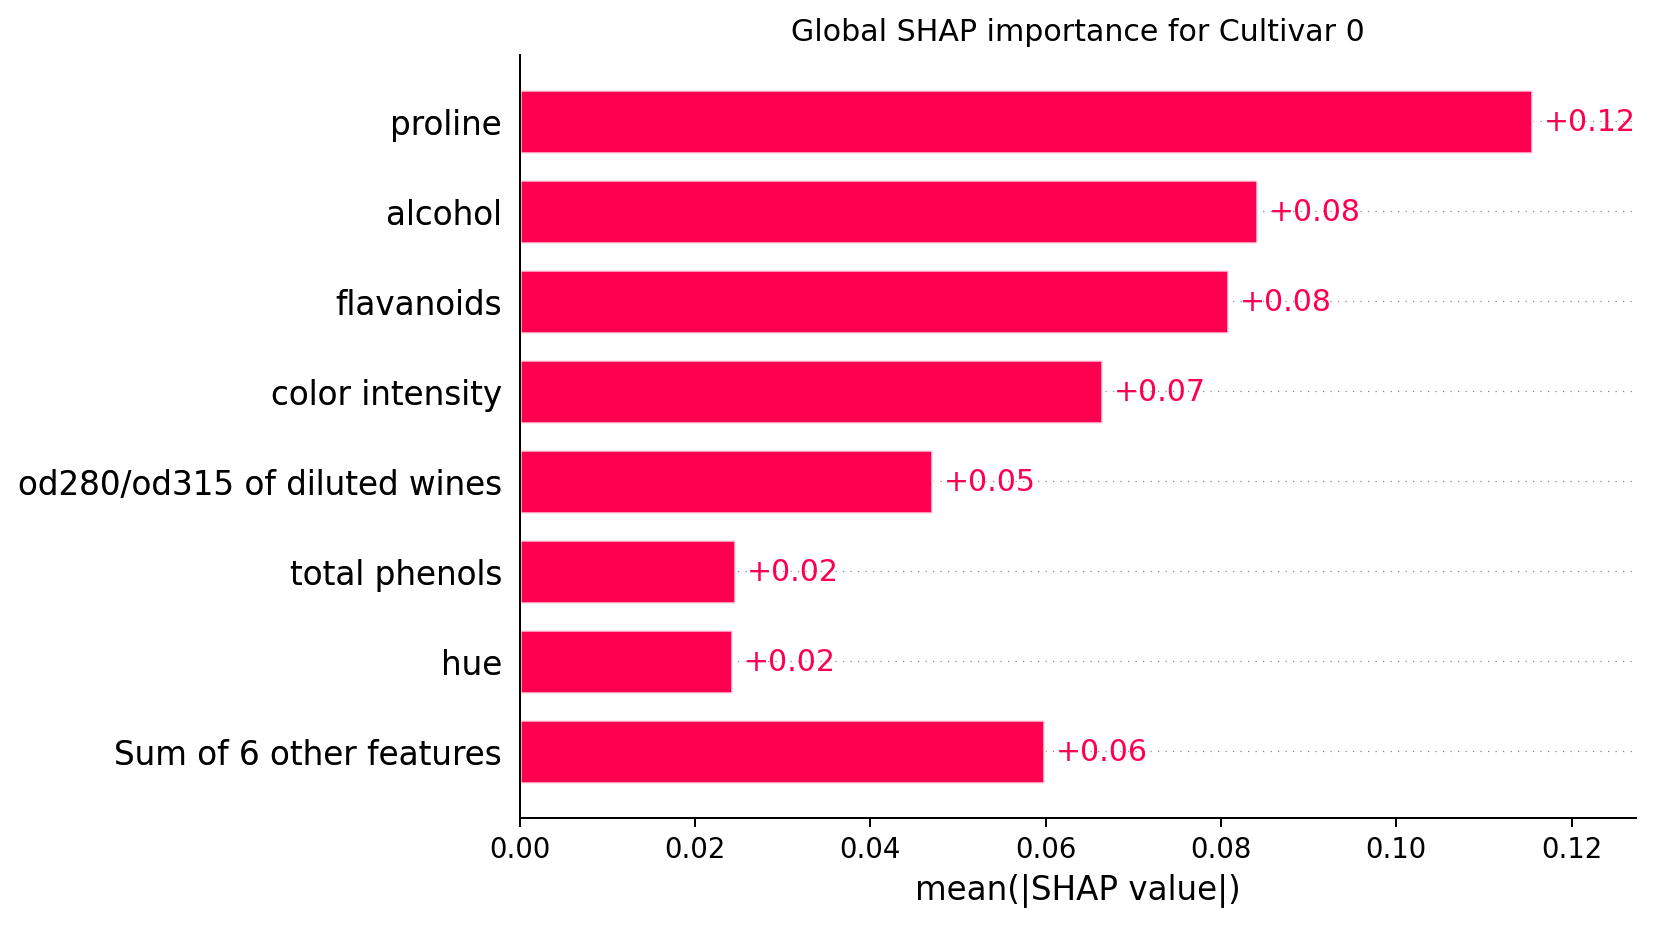 Global SHAP importance for Cultivar 0
proline +0.12
alcohol +0.08
flavanoids +0.08
color intensity +0.07
od280/od315 of diluted wines +0.05
total phenols +0.02
hue +0.02
Sum of 6 other features +0.06
0.00 0.02 0.04 0.06 0.08 0.10 0.12
mean(|SHAP value|)